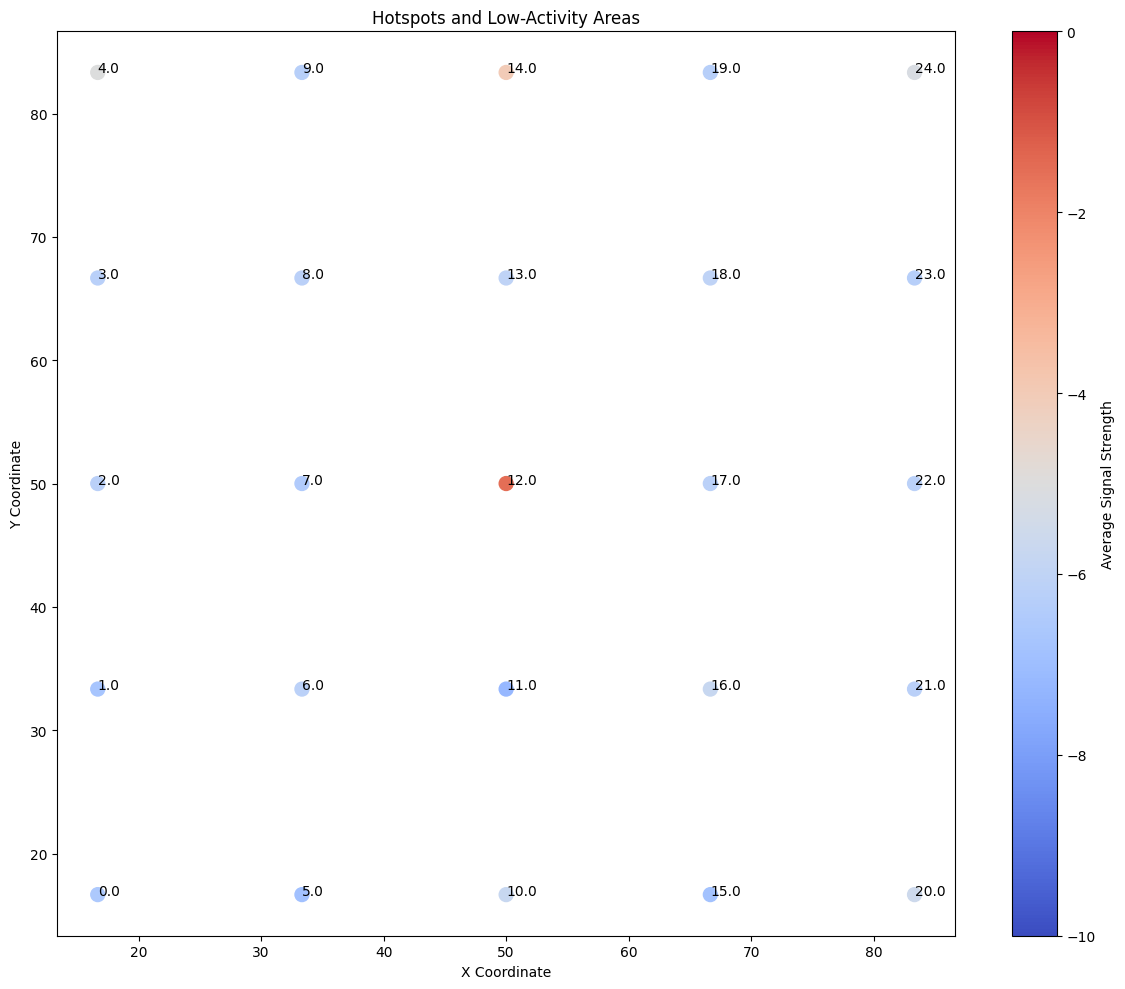 Hotspots and Low-Activity Areas
4.0 9.0 14.0 19.0 24.0
3.0 8.0 13.0 18.0 23.0
2.0 7.0 12.0 17.0 22.0
1.0 6.0 11.0 16.0 21.0
0.0 5.0 10.0 15.0 20.0
80
70
60
50
40
30
20
Y Coordinate
20 30 40 50 60 70 80
X Coordinate
0
−2
−4
−6
−8
−10
Average Signal Strength